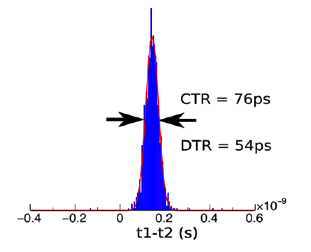 CTR = 76ps
DTR = 54ps
×10⁻⁹
−0.4 −0.2 0 0.2 0.4 0.6
t1-t2 (s)